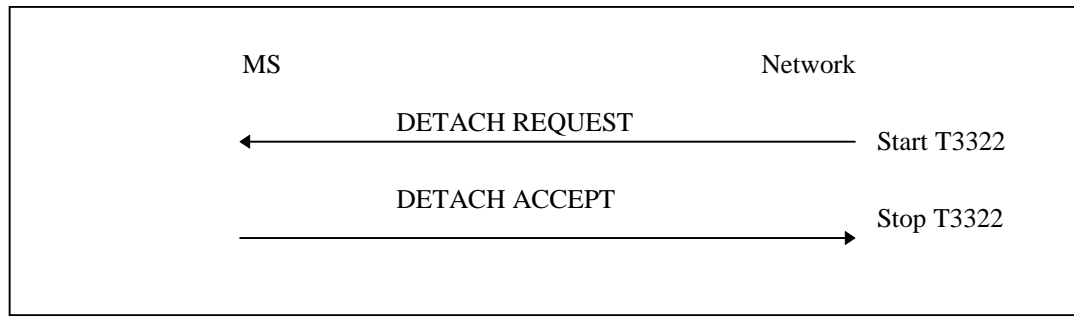 MS Network
DETACH REQUEST
Start T3322
DETACH ACCEPT
Stop T3322